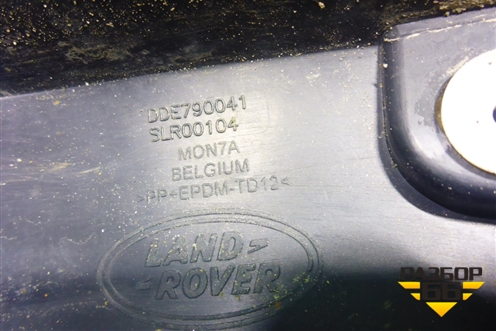 DDE790041
SLR00104
MON7A
BELGIUM
>PP+EPDM-TD12<
LAND
ROVER
РАЗБОР
66